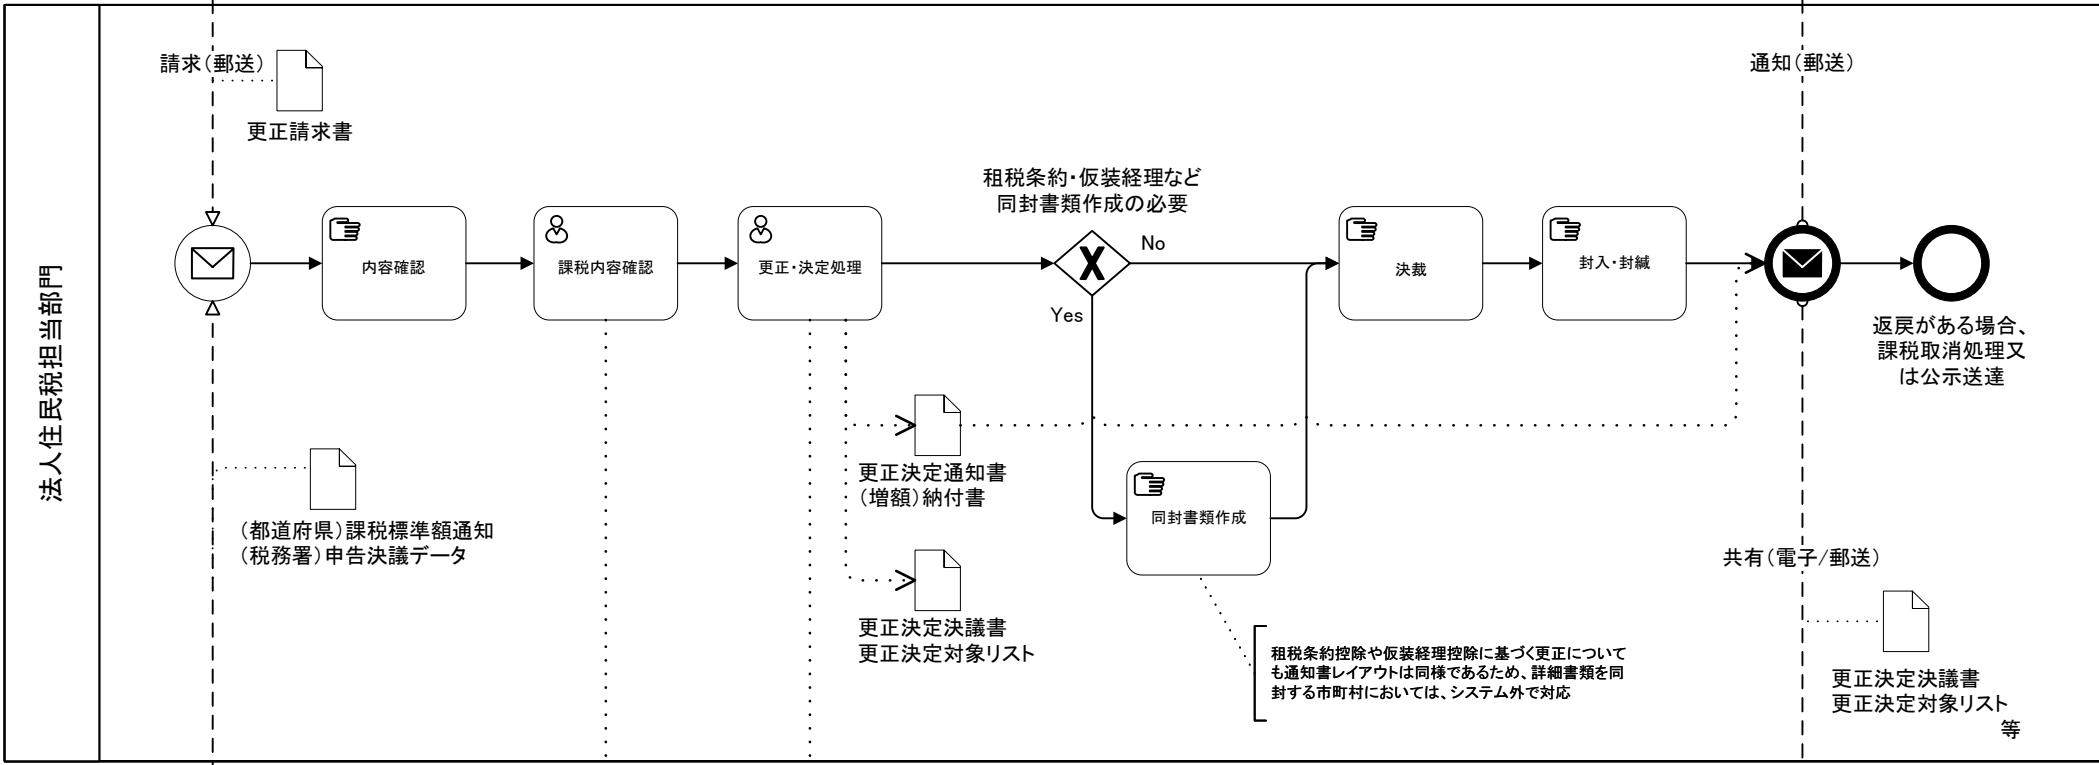 法人住民税担当部門
請求(郵送)
更正請求書
(都道府県)課税標準額通知
(税務署)申告決議データ
内容確認
課税内容確認
更正・決定処理
更正決定通知書
(増額)納付書
更正決定決議書
更正決定対象リスト
租税条約・仮装経理など
同封書類作成の必要
No
Yes
同封書類作成
租税条約控除や仮装経理控除に基づく更正について
も通知書レイアウトは同様であるため、詳細書類を同
封する市町村においては、システム外で対応
決裁
封入・封緘
通知(郵送)
返戻がある場合、
課税取消処理又
は公示送達
共有(電子/郵送)
更正決定決議書
更正決定対象リスト
等